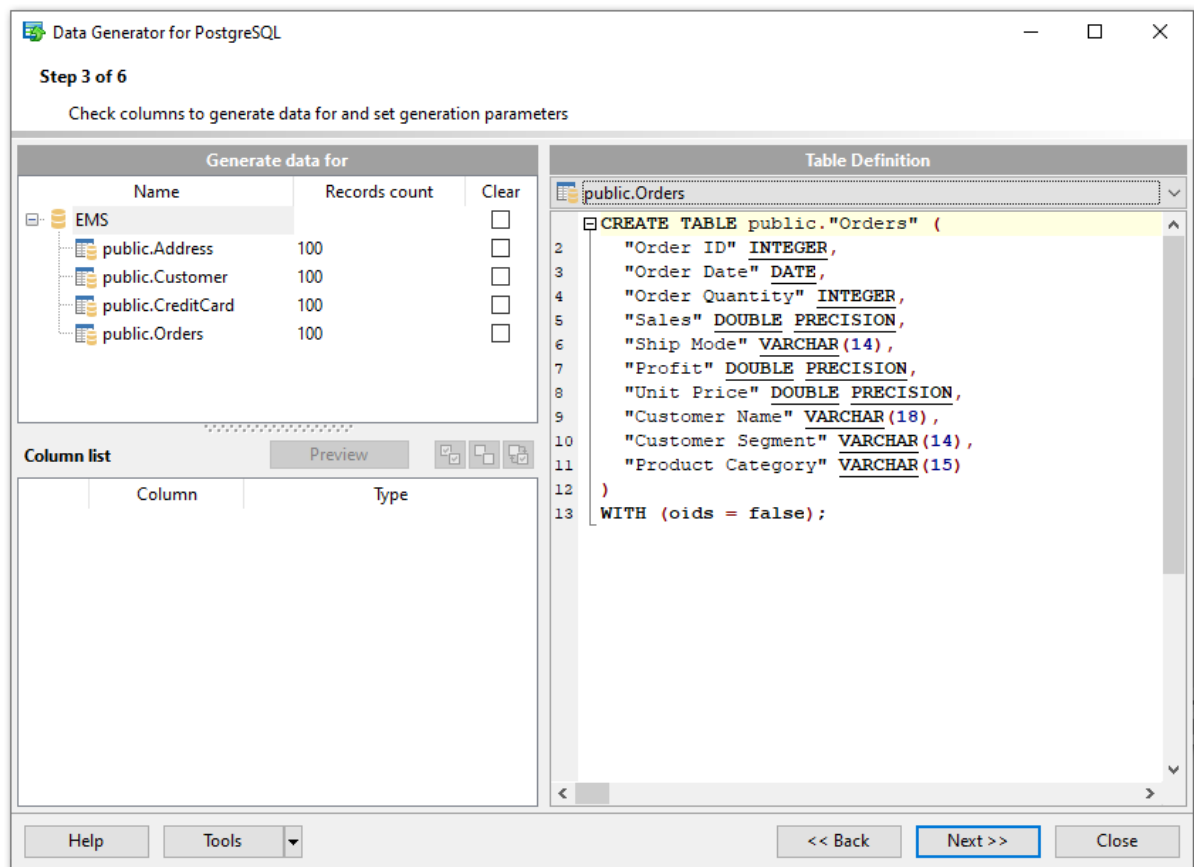 Data Generator for PostgreSQL
Step 3 of 6
Check columns to generate data for and set generation parameters
Generate data for
Name Records count Clear
EMS
public.Address 100
public.Customer 100
public.CreditCard 100
public.Orders 100
Column list Preview
Column Type
Table Definition
public.Orders
CREATE TABLE public."Orders" (
2 "Order ID" INTEGER,
3 "Order Date" DATE,
4 "Order Quantity" INTEGER,
5 "Sales" DOUBLE PRECISION,
6 "Ship Mode" VARCHAR(14),
7 "Profit" DOUBLE PRECISION,
8 "Unit Price" DOUBLE PRECISION,
9 "Customer Name" VARCHAR(18),
10 "Customer Segment" VARCHAR(14),
11 "Product Category" VARCHAR(15)
12 )
13 WITH (oids = false);
Help Tools << Back Next >> Close